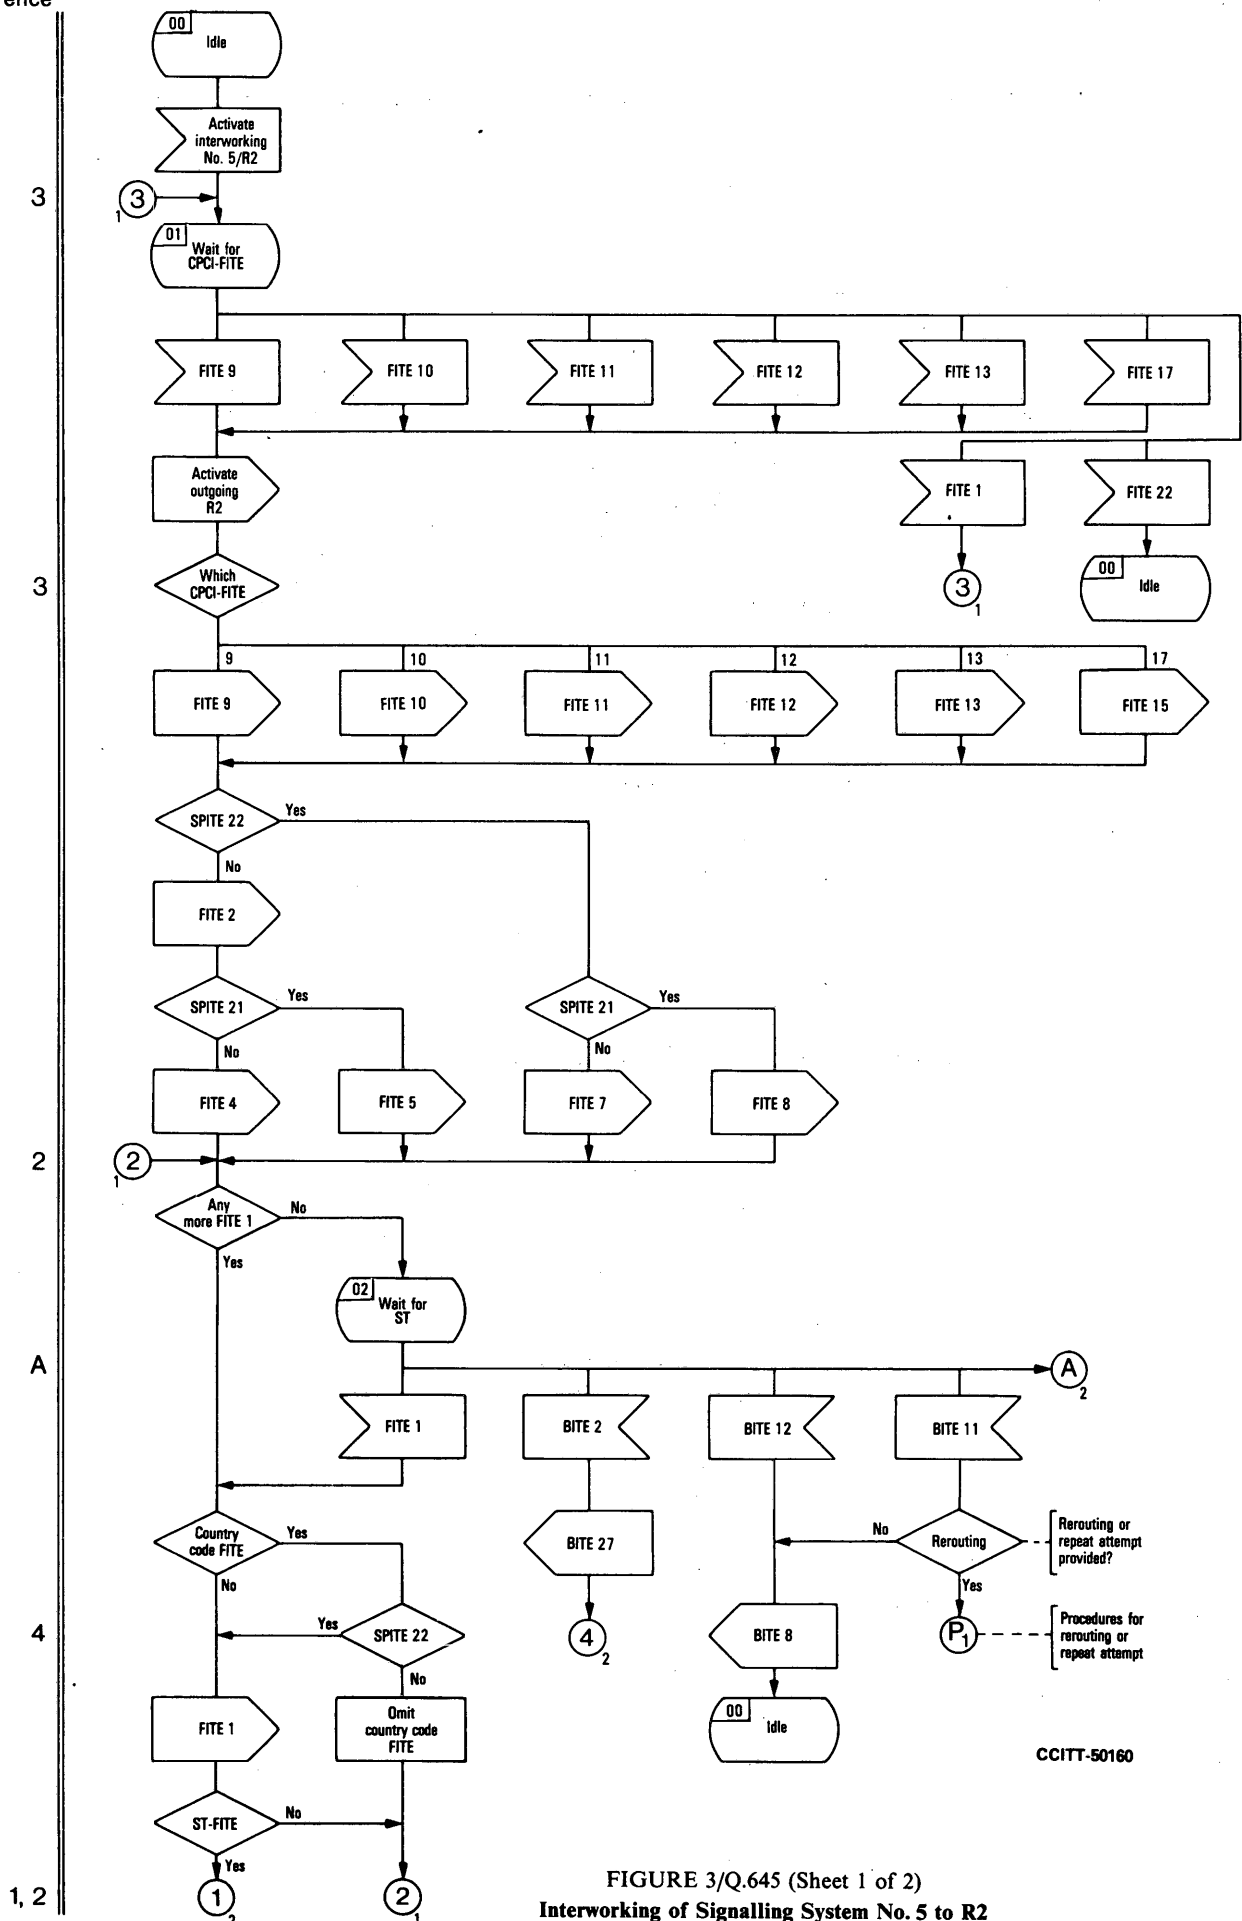 ence
00
Idle
Activate
interworking
No. 5/R2
3
3
1
01
Wait for
CPCI-FITE
FITE 9
FITE 10
FITE 11
FITE 12
FITE 13
FITE 17
Activate
outgoing
R2
FITE 1
FITE 22
3
Which
CPCI-FITE
3
1
00
Idle
9
10
11
12
13
17
FITE 9
FITE 10
FITE 11
FITE 12
FITE 13
FITE 15
SPITE 22
Yes
No
FITE 2
SPITE 21
Yes
No
SPITE 21
Yes
No
FITE 4
FITE 5
FITE 7
FITE 8
2
2
1
Any
more FITE 1
No
Yes
02
Wait for
ST
A
A
2
FITE 1
BITE 2
BITE 12
BITE 11
Country
code FITE
Yes
No
BITE 27
No
Rerouting
Yes
Rerouting or
repeat attempt
provided?
4
Yes
SPITE 22
No
4
2
BITE 8
P1
Procedures for
rerouting or
repeat attempt
FITE 1
Omit
country code
FITE
00
Idle
CCITT-50160
ST-FITE
No
Yes
1, 2
1
2
2
1
FIGURE 3/Q.645 (Sheet 1 of 2)
Interworking of Signalling System No. 5 to R2